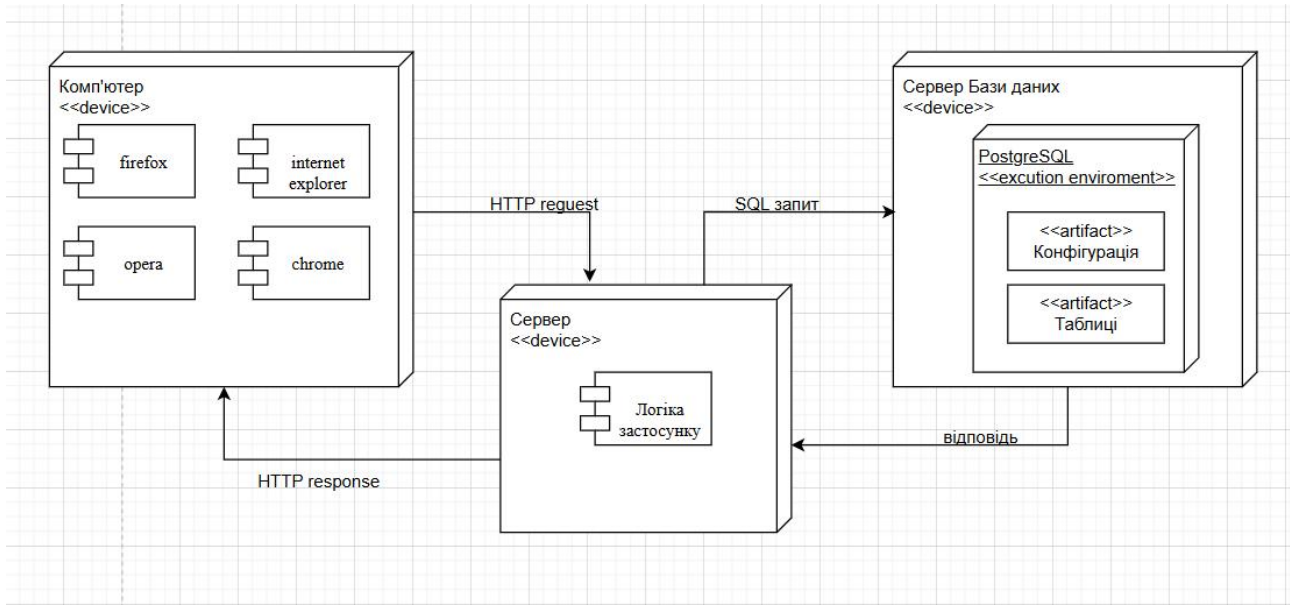 Комп'ютер
<<device>>
firefox
internet
explorer
opera
chrome
HTTP reguest
SQL запит
Сервер Бази даних
<<device>>
PostgreSQL
<<excution enviroment>>
<<artifact>>
Конфігурація
<<artifact>>
Таблиці
Сервер
<<device>>
Логіка
застосунку
відповідь
HTTP response